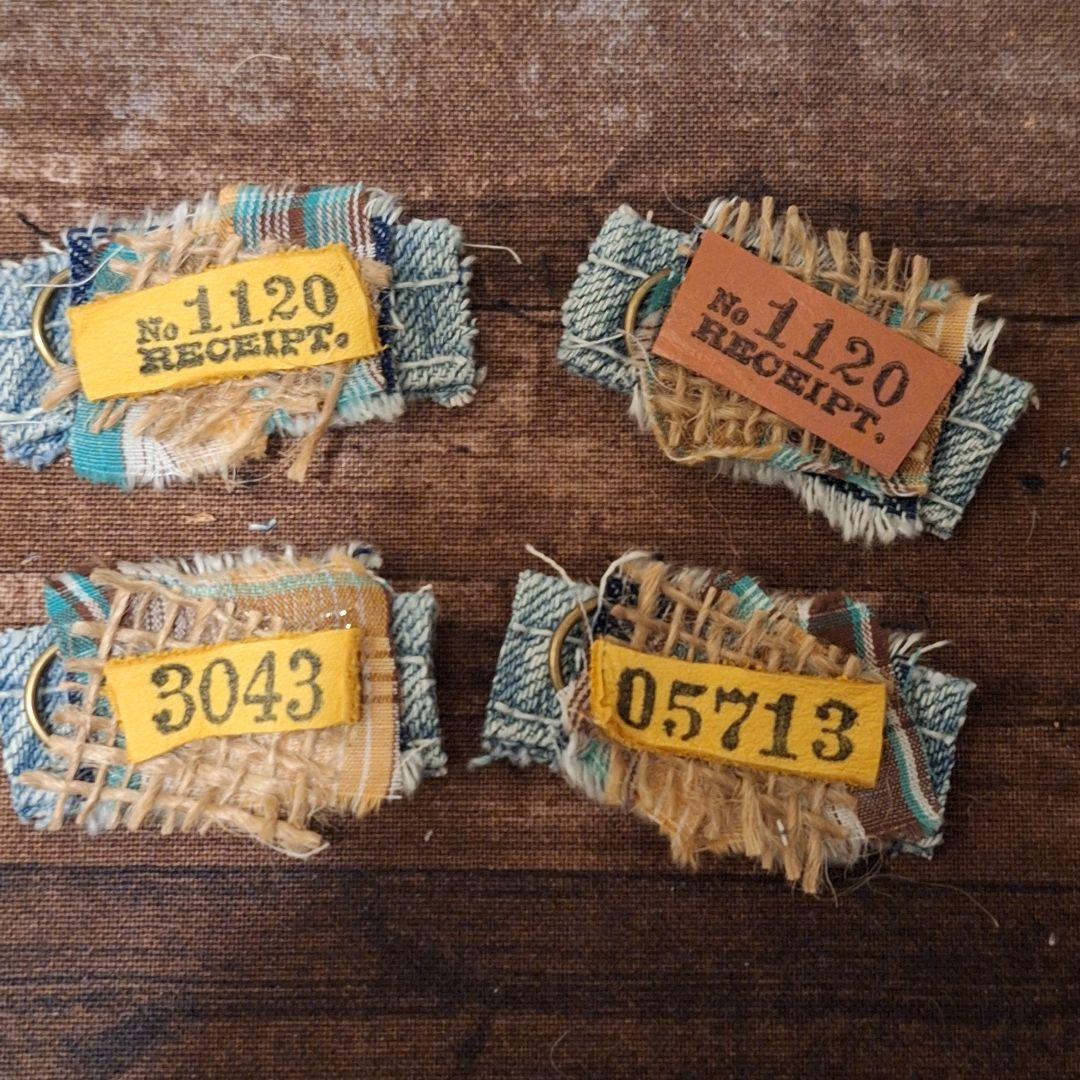 No 1120
RECEIPT.
No 1120
RECEIPT.
3043
05713